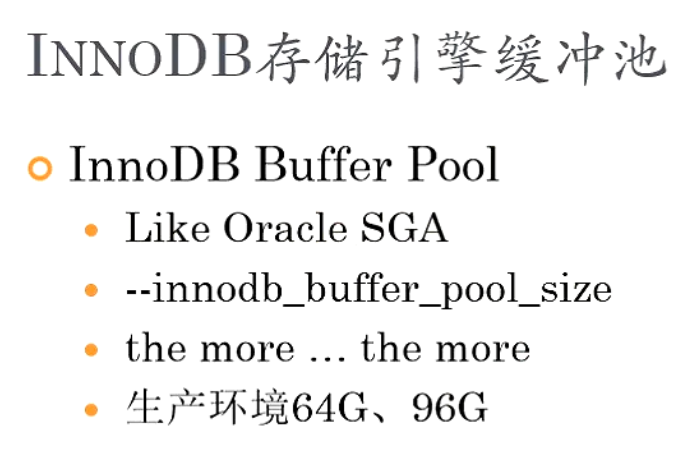 INNODB存储引擎缓冲池
InnoDB Buffer Pool
Like Oracle SGA
--innodb_buffer_pool_size
the more … the more
生产环境64G、96G